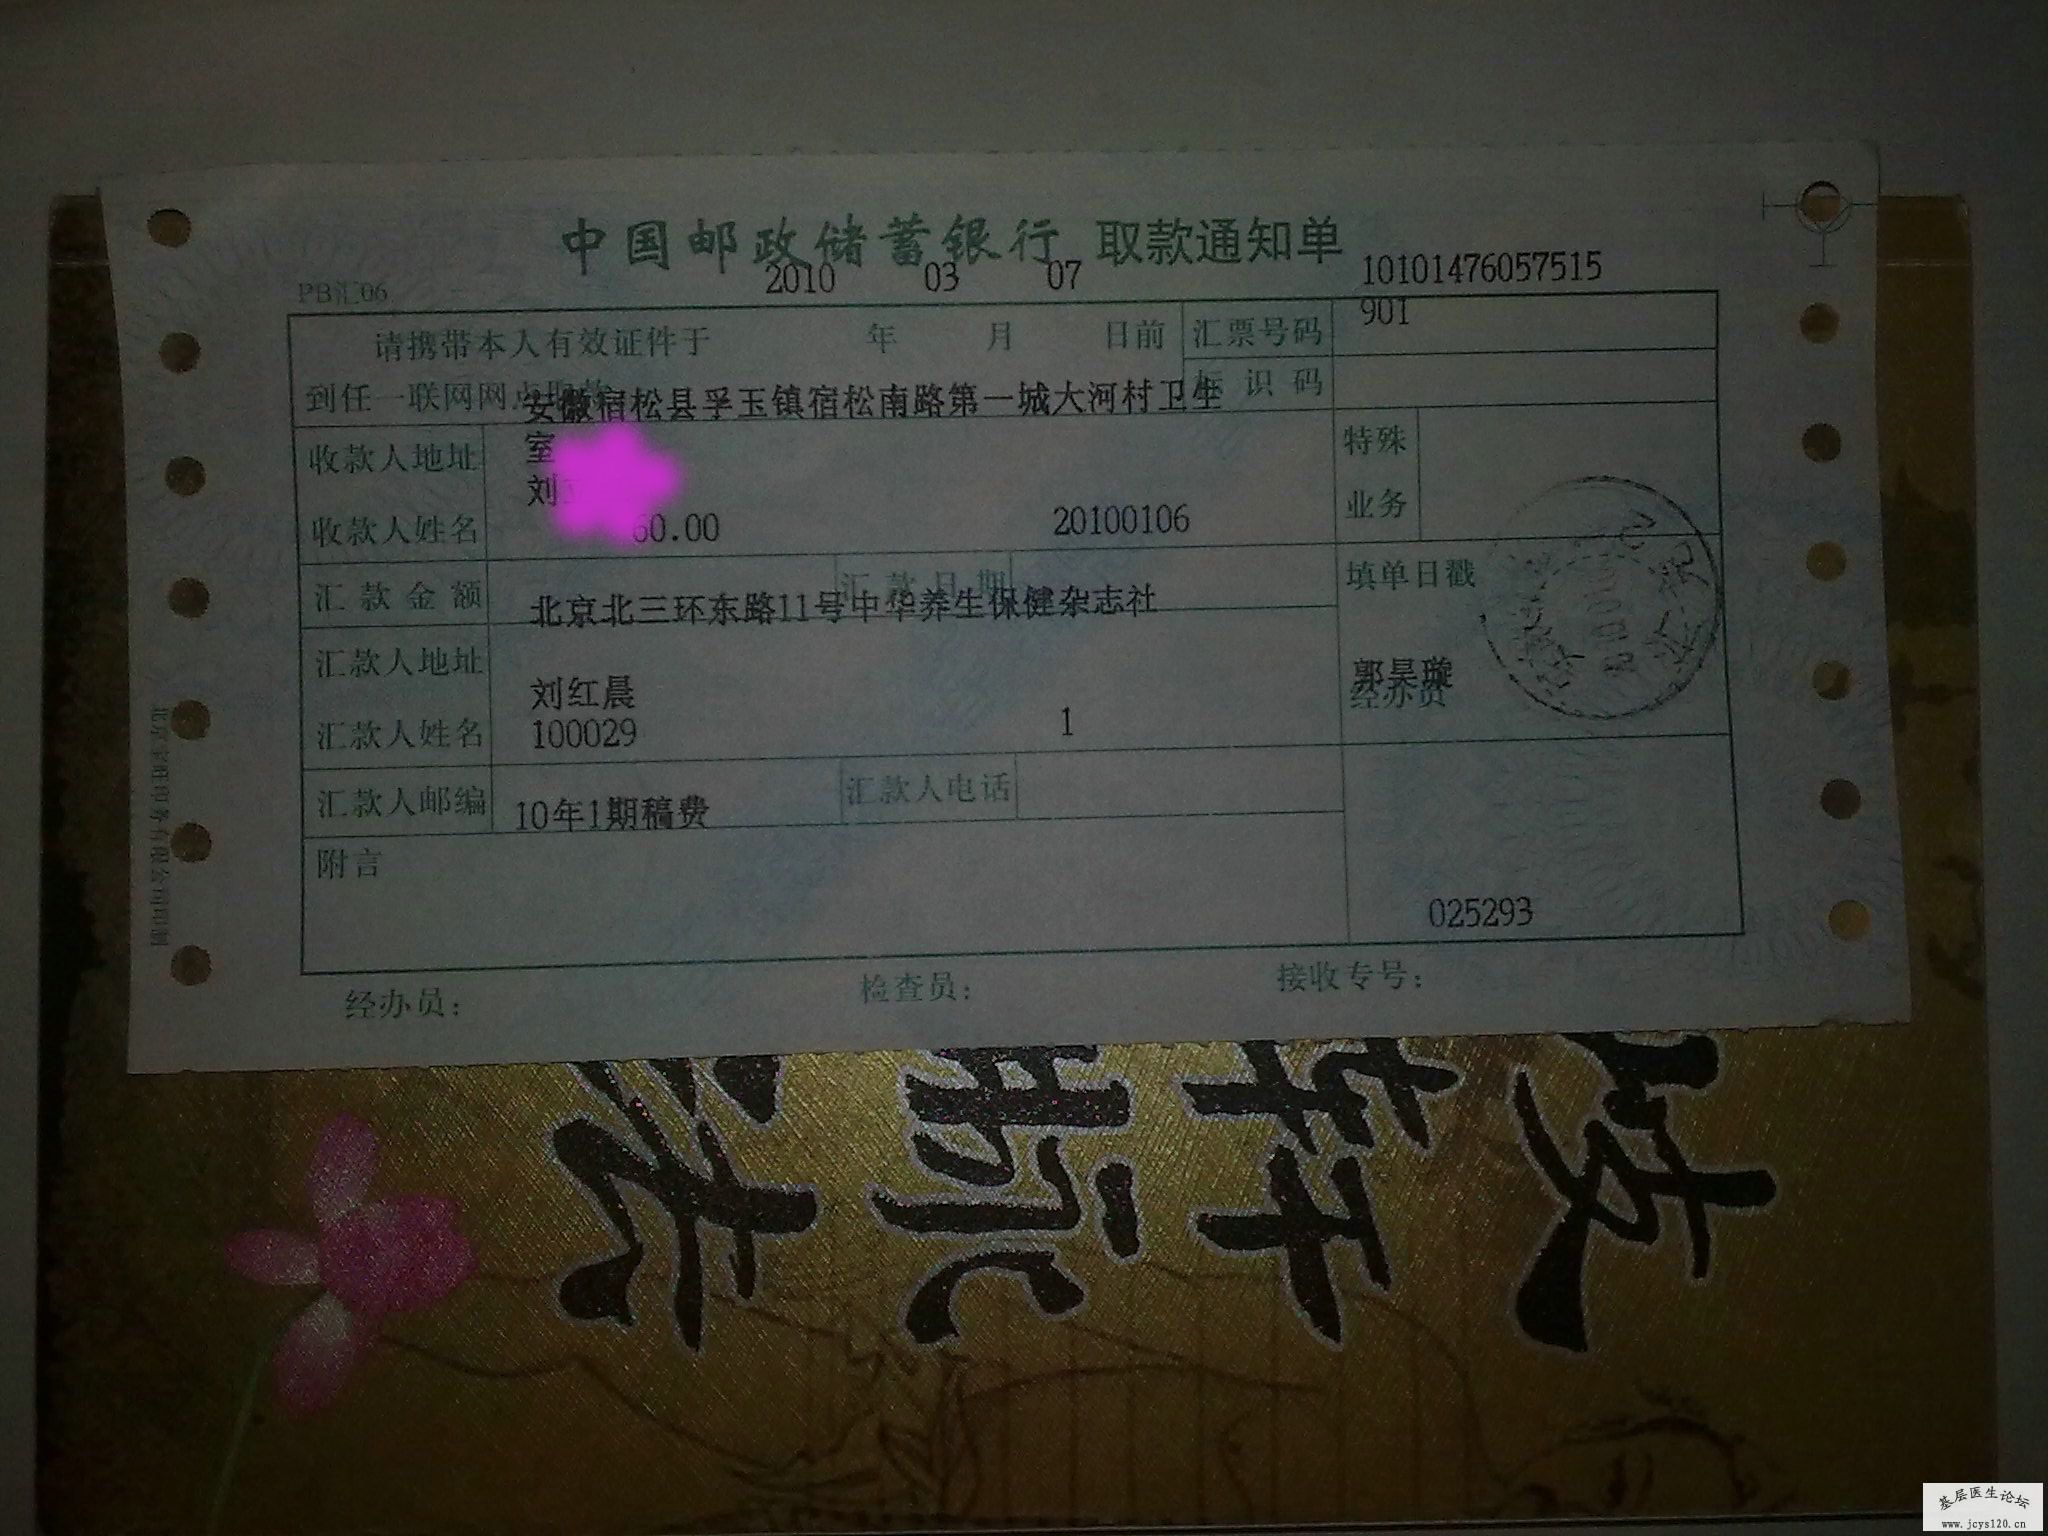 中国邮政储蓄银行 取款通知单
2010 03 07
10101476057515
PB汇06
901
请携带本人有效证件于 年 月 日前 汇票号码
到任一联网网点取款 标识码
安徽宿松县孚玉镇宿松南路第一城大河村卫生
室
收款人地址
特殊
刘
业务
收款人姓名
60.00
20100106
汇款金额
汇款日期
填单日戳
北京北三环东路11号中华养生保健杂志社
汇款人地址
刘红晨
郭昊璇
经办员
汇款人姓名
100029
1
汇款人邮编
汇款人电话
10年1期稿费
附言
025293
经办员：
检查员：
接收专号：
基层医生论坛
www.jcys120.cn